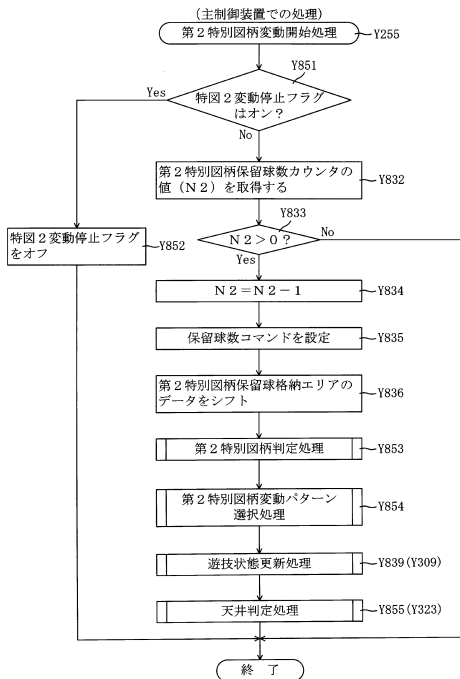 (主制御装置での処理)
第2特別図柄変動開始処理
Y255
Y851
Yes
特図2変動停止フラグ
はオン?
No
第2特別図柄保留球数カウンタの
値(N2)を取得する
Y832
Y833
No
特図2変動停止フラグ
をオフ
Y852
N2>0?
Yes
N2=N2-1
Y834
保留球数コマンドを設定
Y835
第2特別図柄保留球格納エリアの
データをシフト
Y836
第2特別図柄判定処理
Y853
第2特別図柄変動パターン
選択処理
Y854
遊技状態更新処理
Y839(Y309)
天井判定処理
Y855(Y323)
終 了